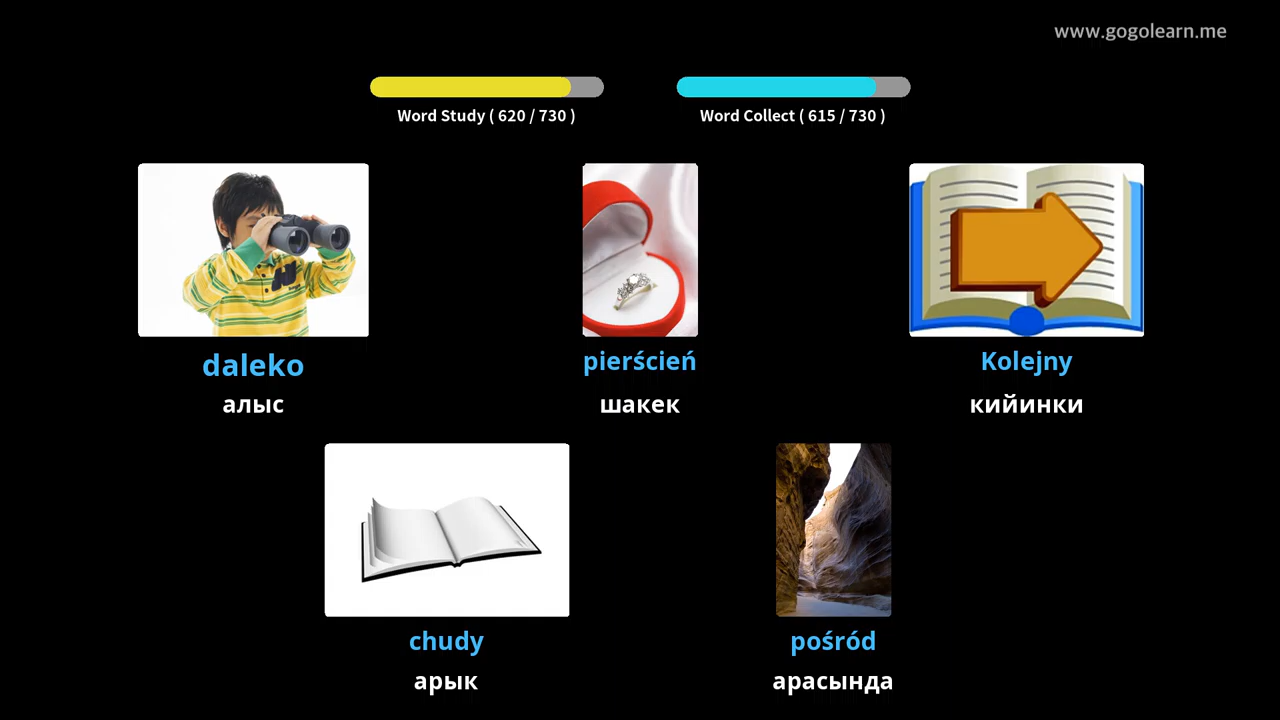 www.gogolearn.me
Word Study ( 620 / 730 )
Word Collect ( 615 / 730 )
daleko
алыс
pierścień
шакек
Kolejny
кийинки
chudy
арык
pośród
арасында